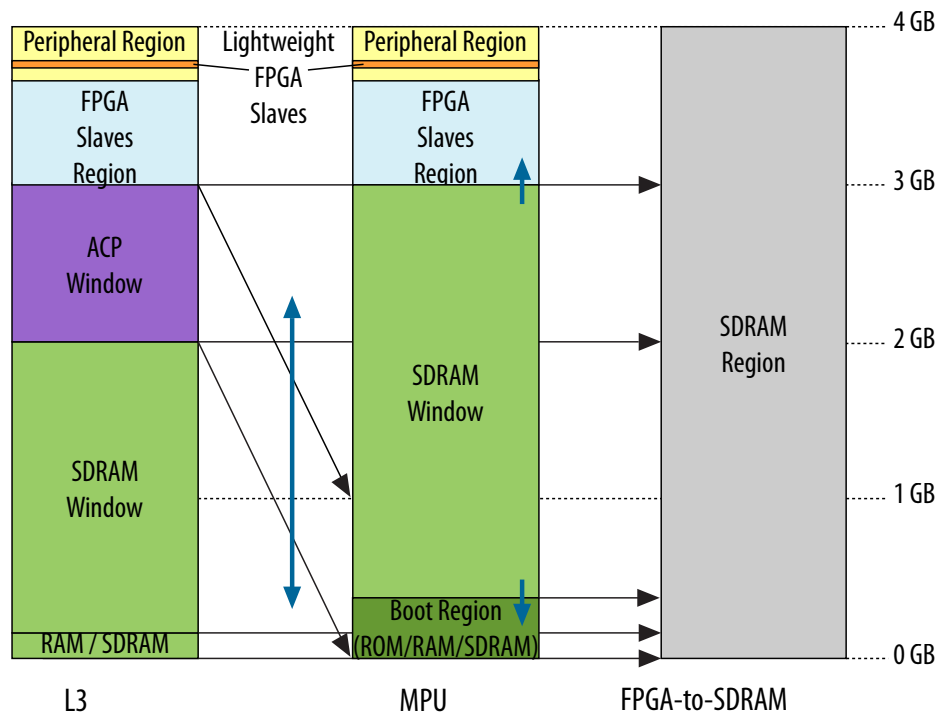 4 GB
Peripheral Region
Lightweight
FPGA
Slaves
Peripheral Region
FPGA
Slaves
Region
FPGA
Slaves
Region
3 GB
ACP
Window
SDRAM
Region
2 GB
SDRAM
Window
SDRAM
Window
1 GB
Boot Region
(ROM/RAM/SDRAM)
RAM / SDRAM
0 GB
L3
MPU
FPGA-to-SDRAM